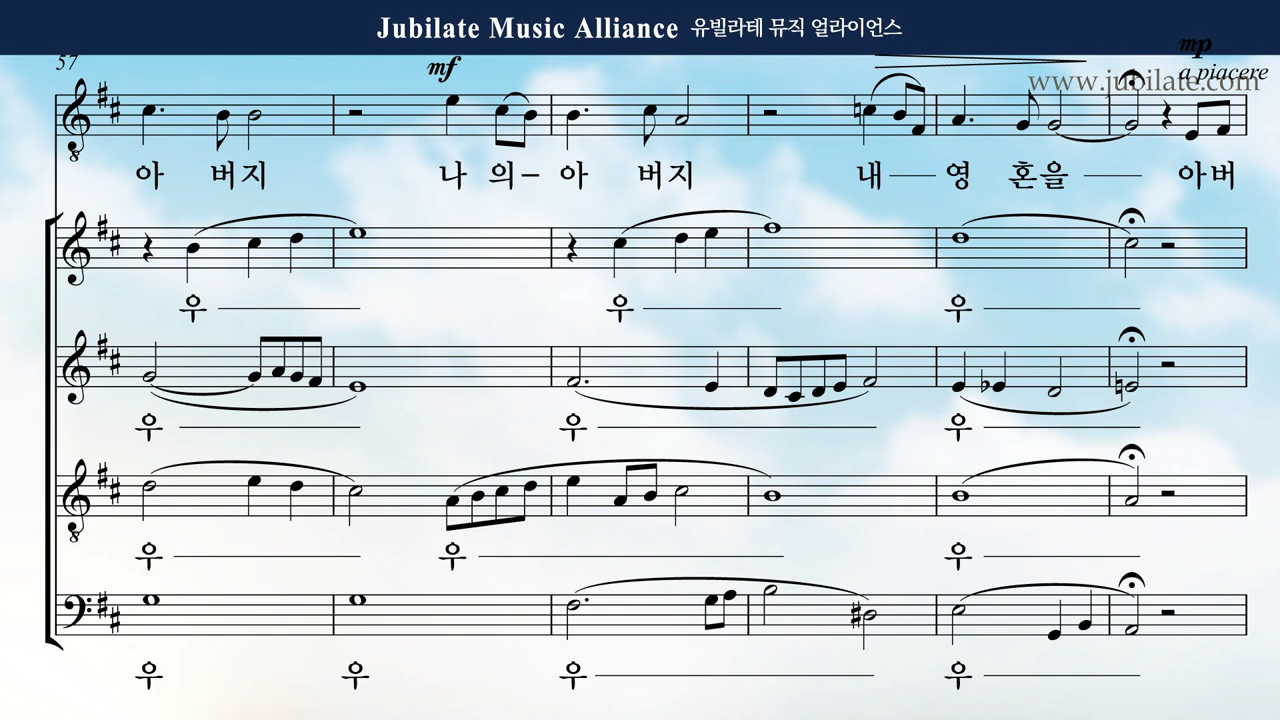 Jubilate Music Alliance 유빌라테 뮤직 얼라이언스
57 mf mp
a piacere
www.jubilate.com
아 버지 나 의 아 버지 내 영 혼을 아버
우 우 우
우 우 우
우 우 우
우 우 우 우